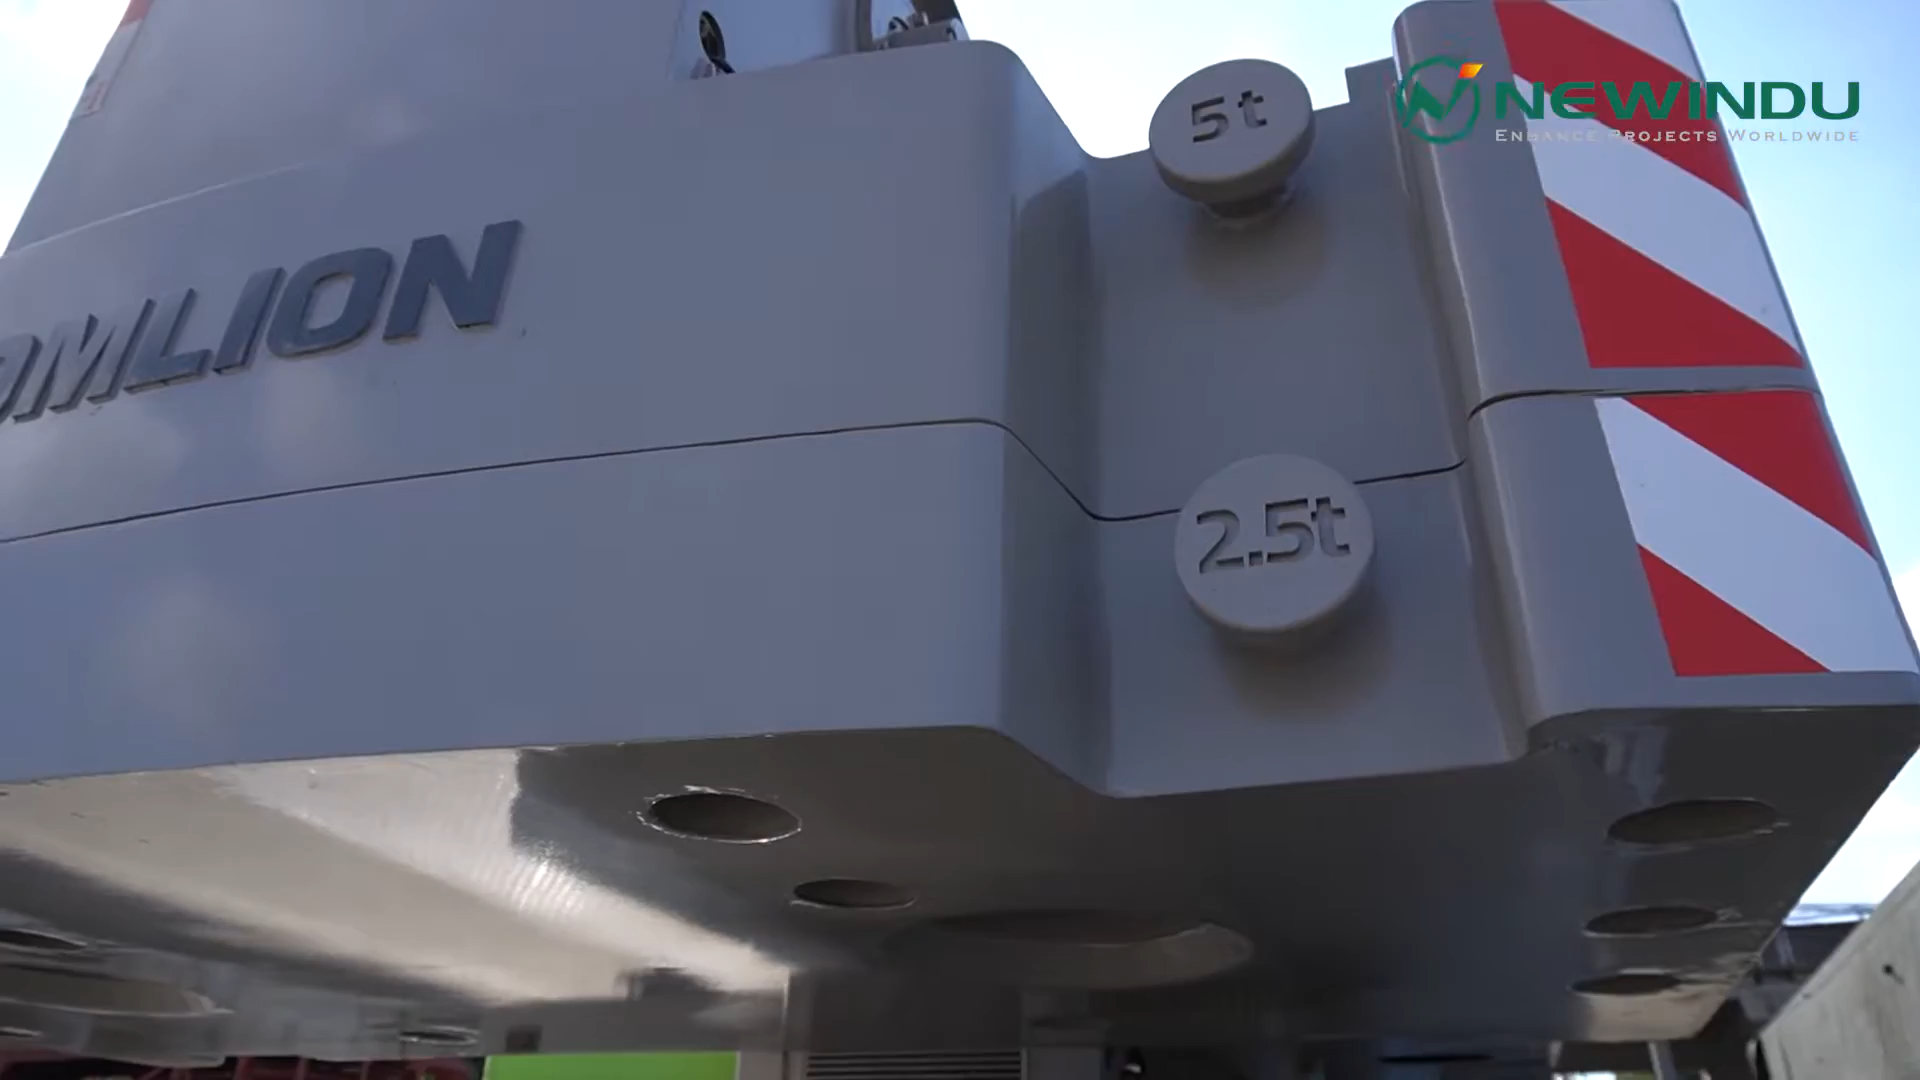 5t
NEWINDU
ENHANCE PROJECTS WORLDWIDE
OMLION
2.5t